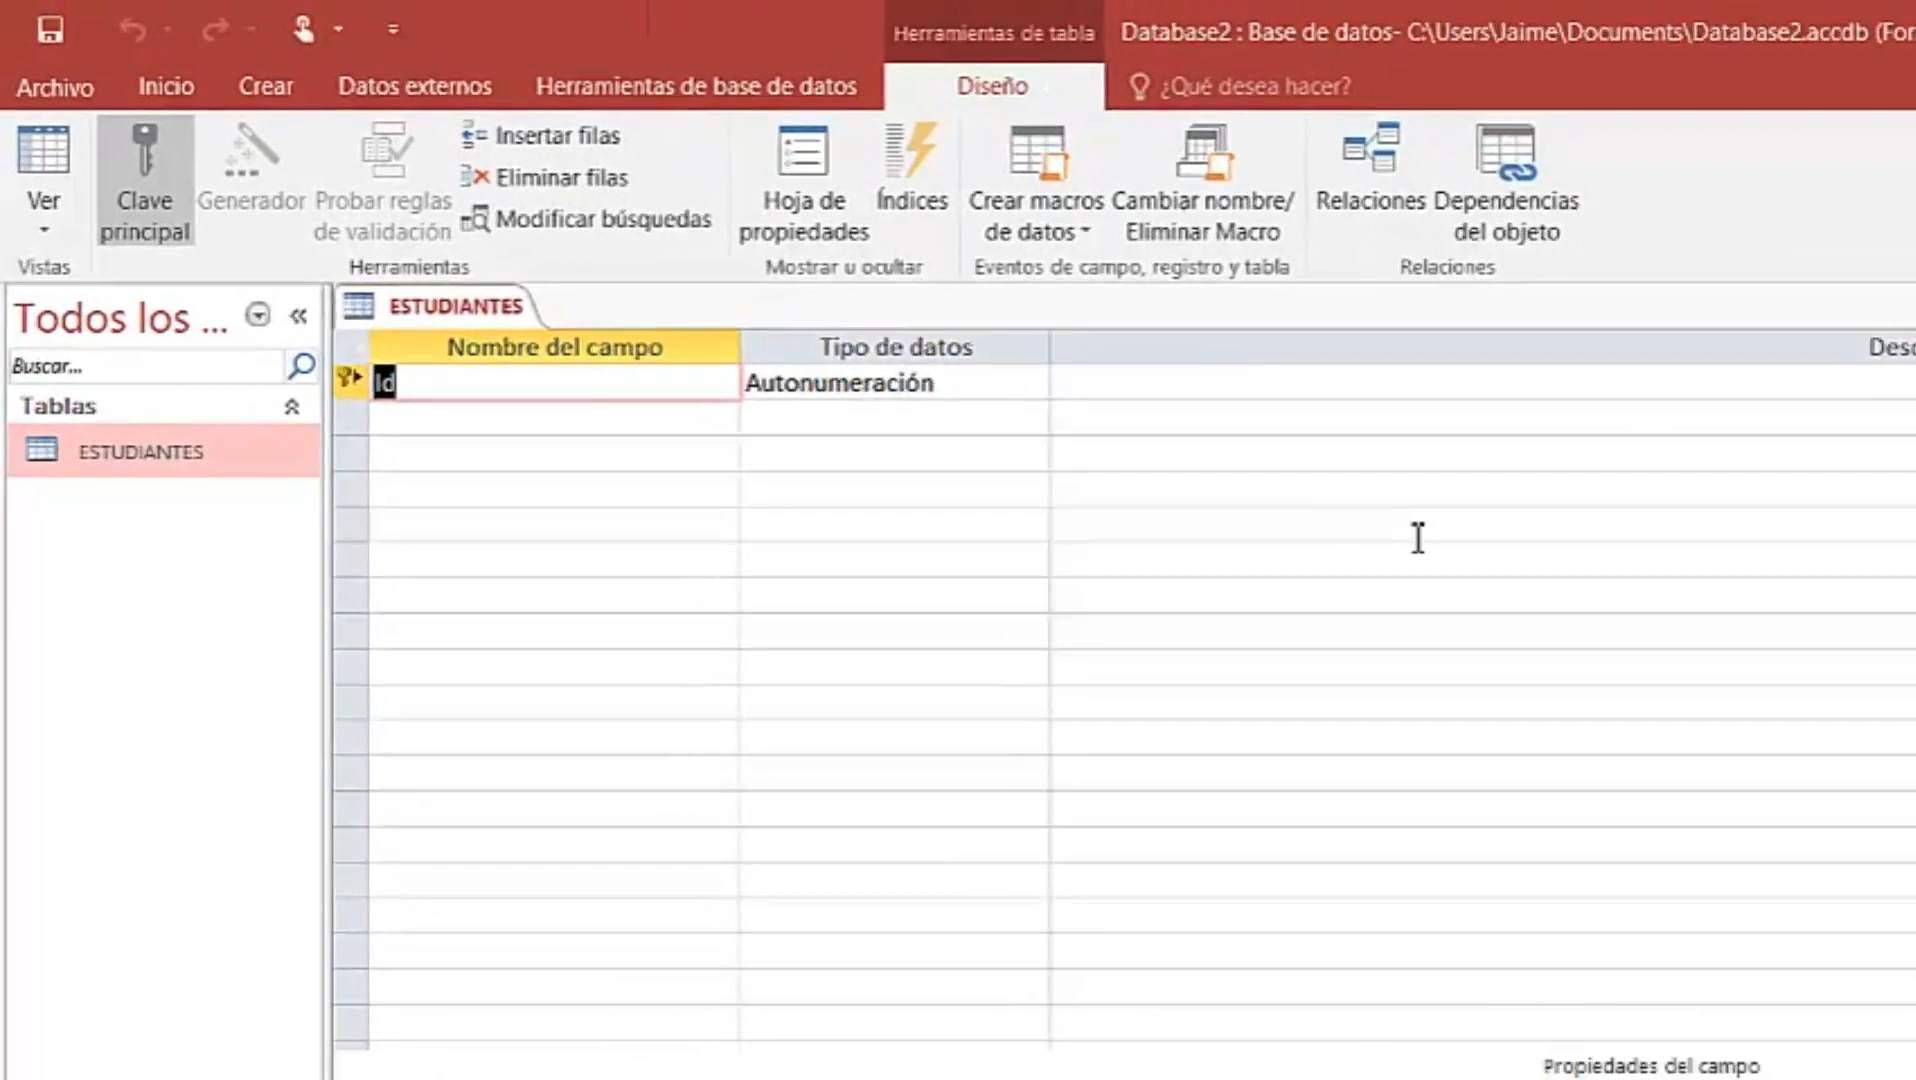 Herramientas de tabla
Database2 : Base de datos- C:\Users\Jaime\Documents\Database2.accdb (For
Archivo
Inicio
Crear
Datos externos
Herramientas de base de datos
Diseño
¿Qué desea hacer?
Ver
Clave
principal
Generador
Probar reglas
de validación
Insertar filas
Eliminar filas
Modificar búsquedas
Hoja de
propiedades
Índices
Crear macros
de datos
Cambiar nombre/
Eliminar Macro
Relaciones
Dependencias
del objeto
Vistas
Herramientas
Mostrar u ocultar
Eventos de campo, registro y tabla
Relaciones
Todos los ...
Buscar...
Tablas
ESTUDIANTES
ESTUDIANTES
Nombre del campo
Tipo de datos
Desc
Id
Autonumeración
Propiedades del campo